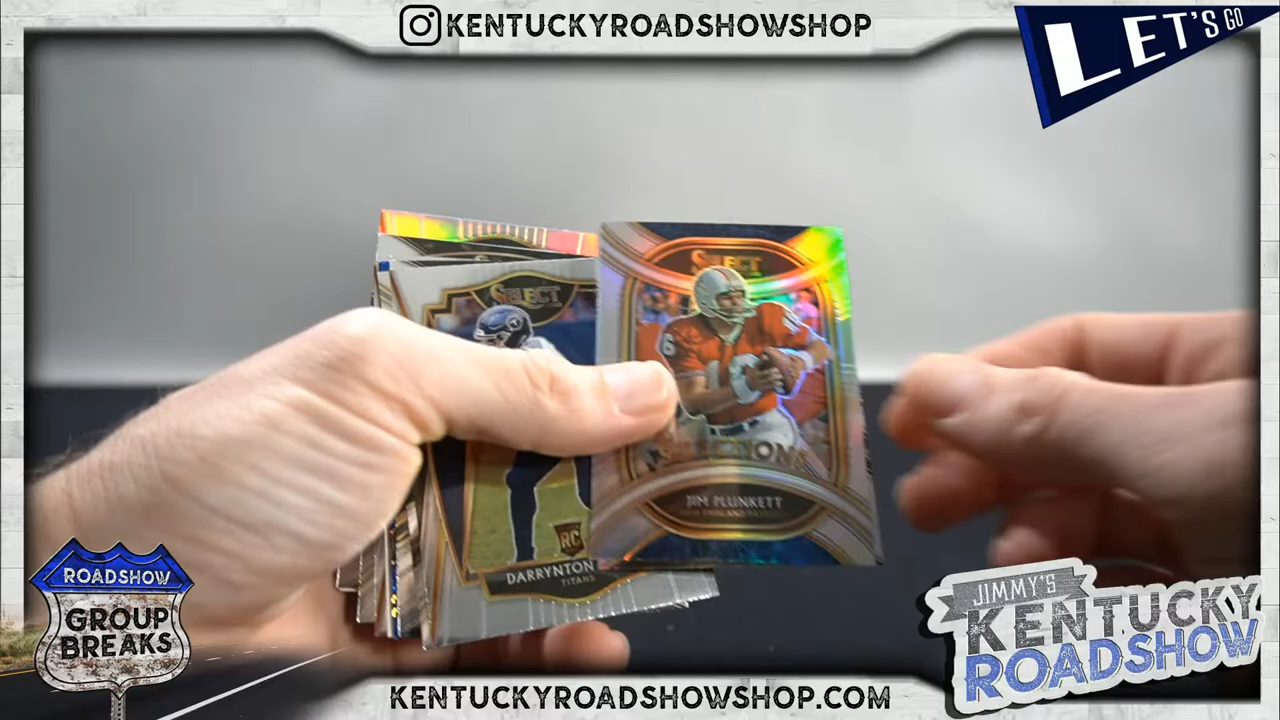 KENTUCKYROADSHOWSHOP
LET'S GO
SELECT
SELECT
16
JIM PLUNKETT
RC
DARRYNTON
TITANS
ROADSHOW
GROUP
BREAKS
JIMMY'S
KENTUCKY
ROADSHOW
KENTUCKYROADSHOWSHOP.COM